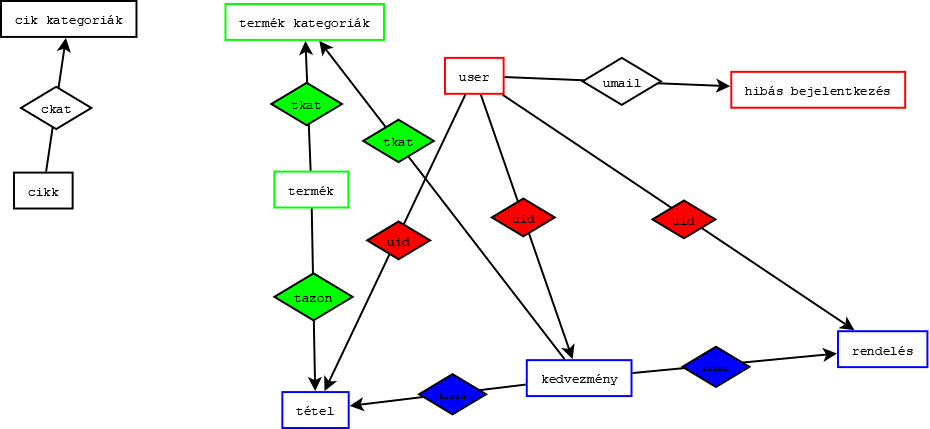 cik kategoriák
termék kategoriák
user
umail
hibás bejelentkezés
ckat
tkat
tkat
cikk
termék
uid
uid
uid
tazon
rendelés
kedvezmény
tétel